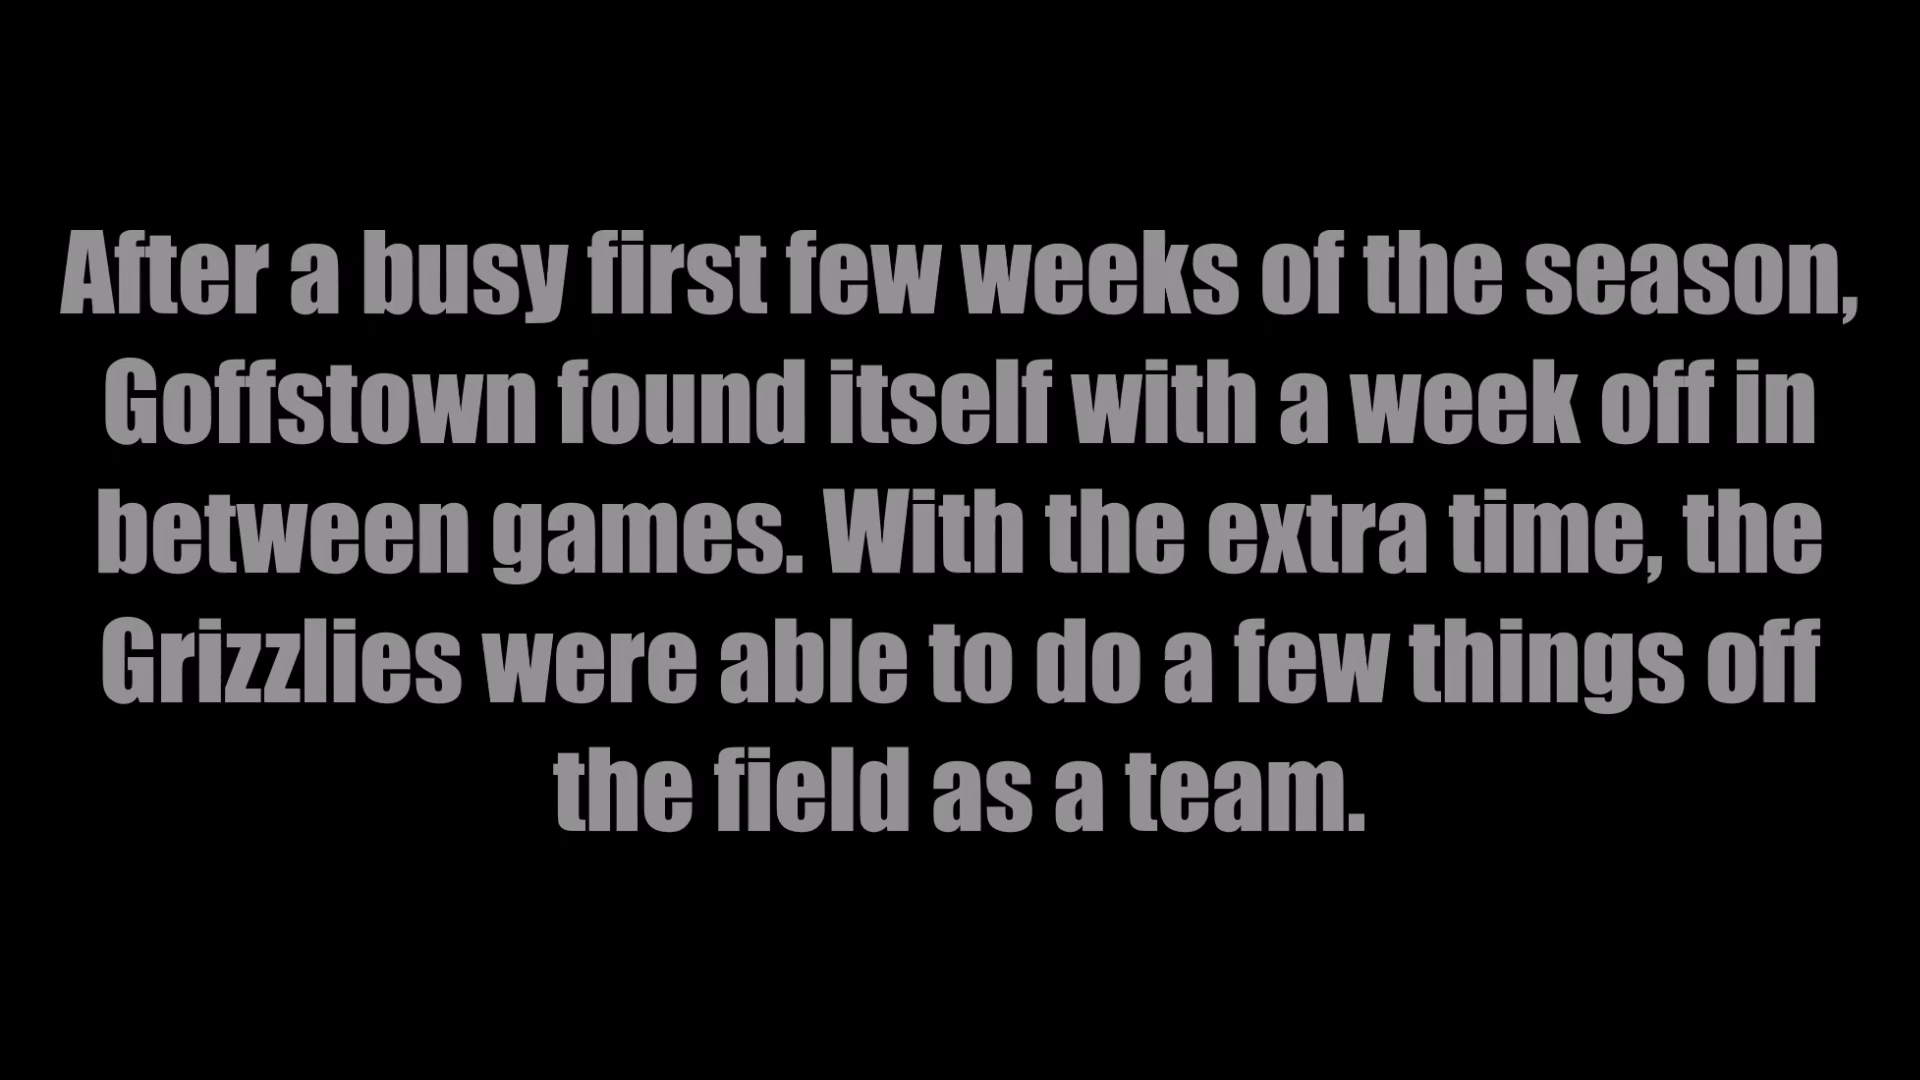 After a busy first few weeks of the season,
Goffstown found itself with a week off in
between games. With the extra time, the
Grizzlies were able to do a few things off
the field as a team.